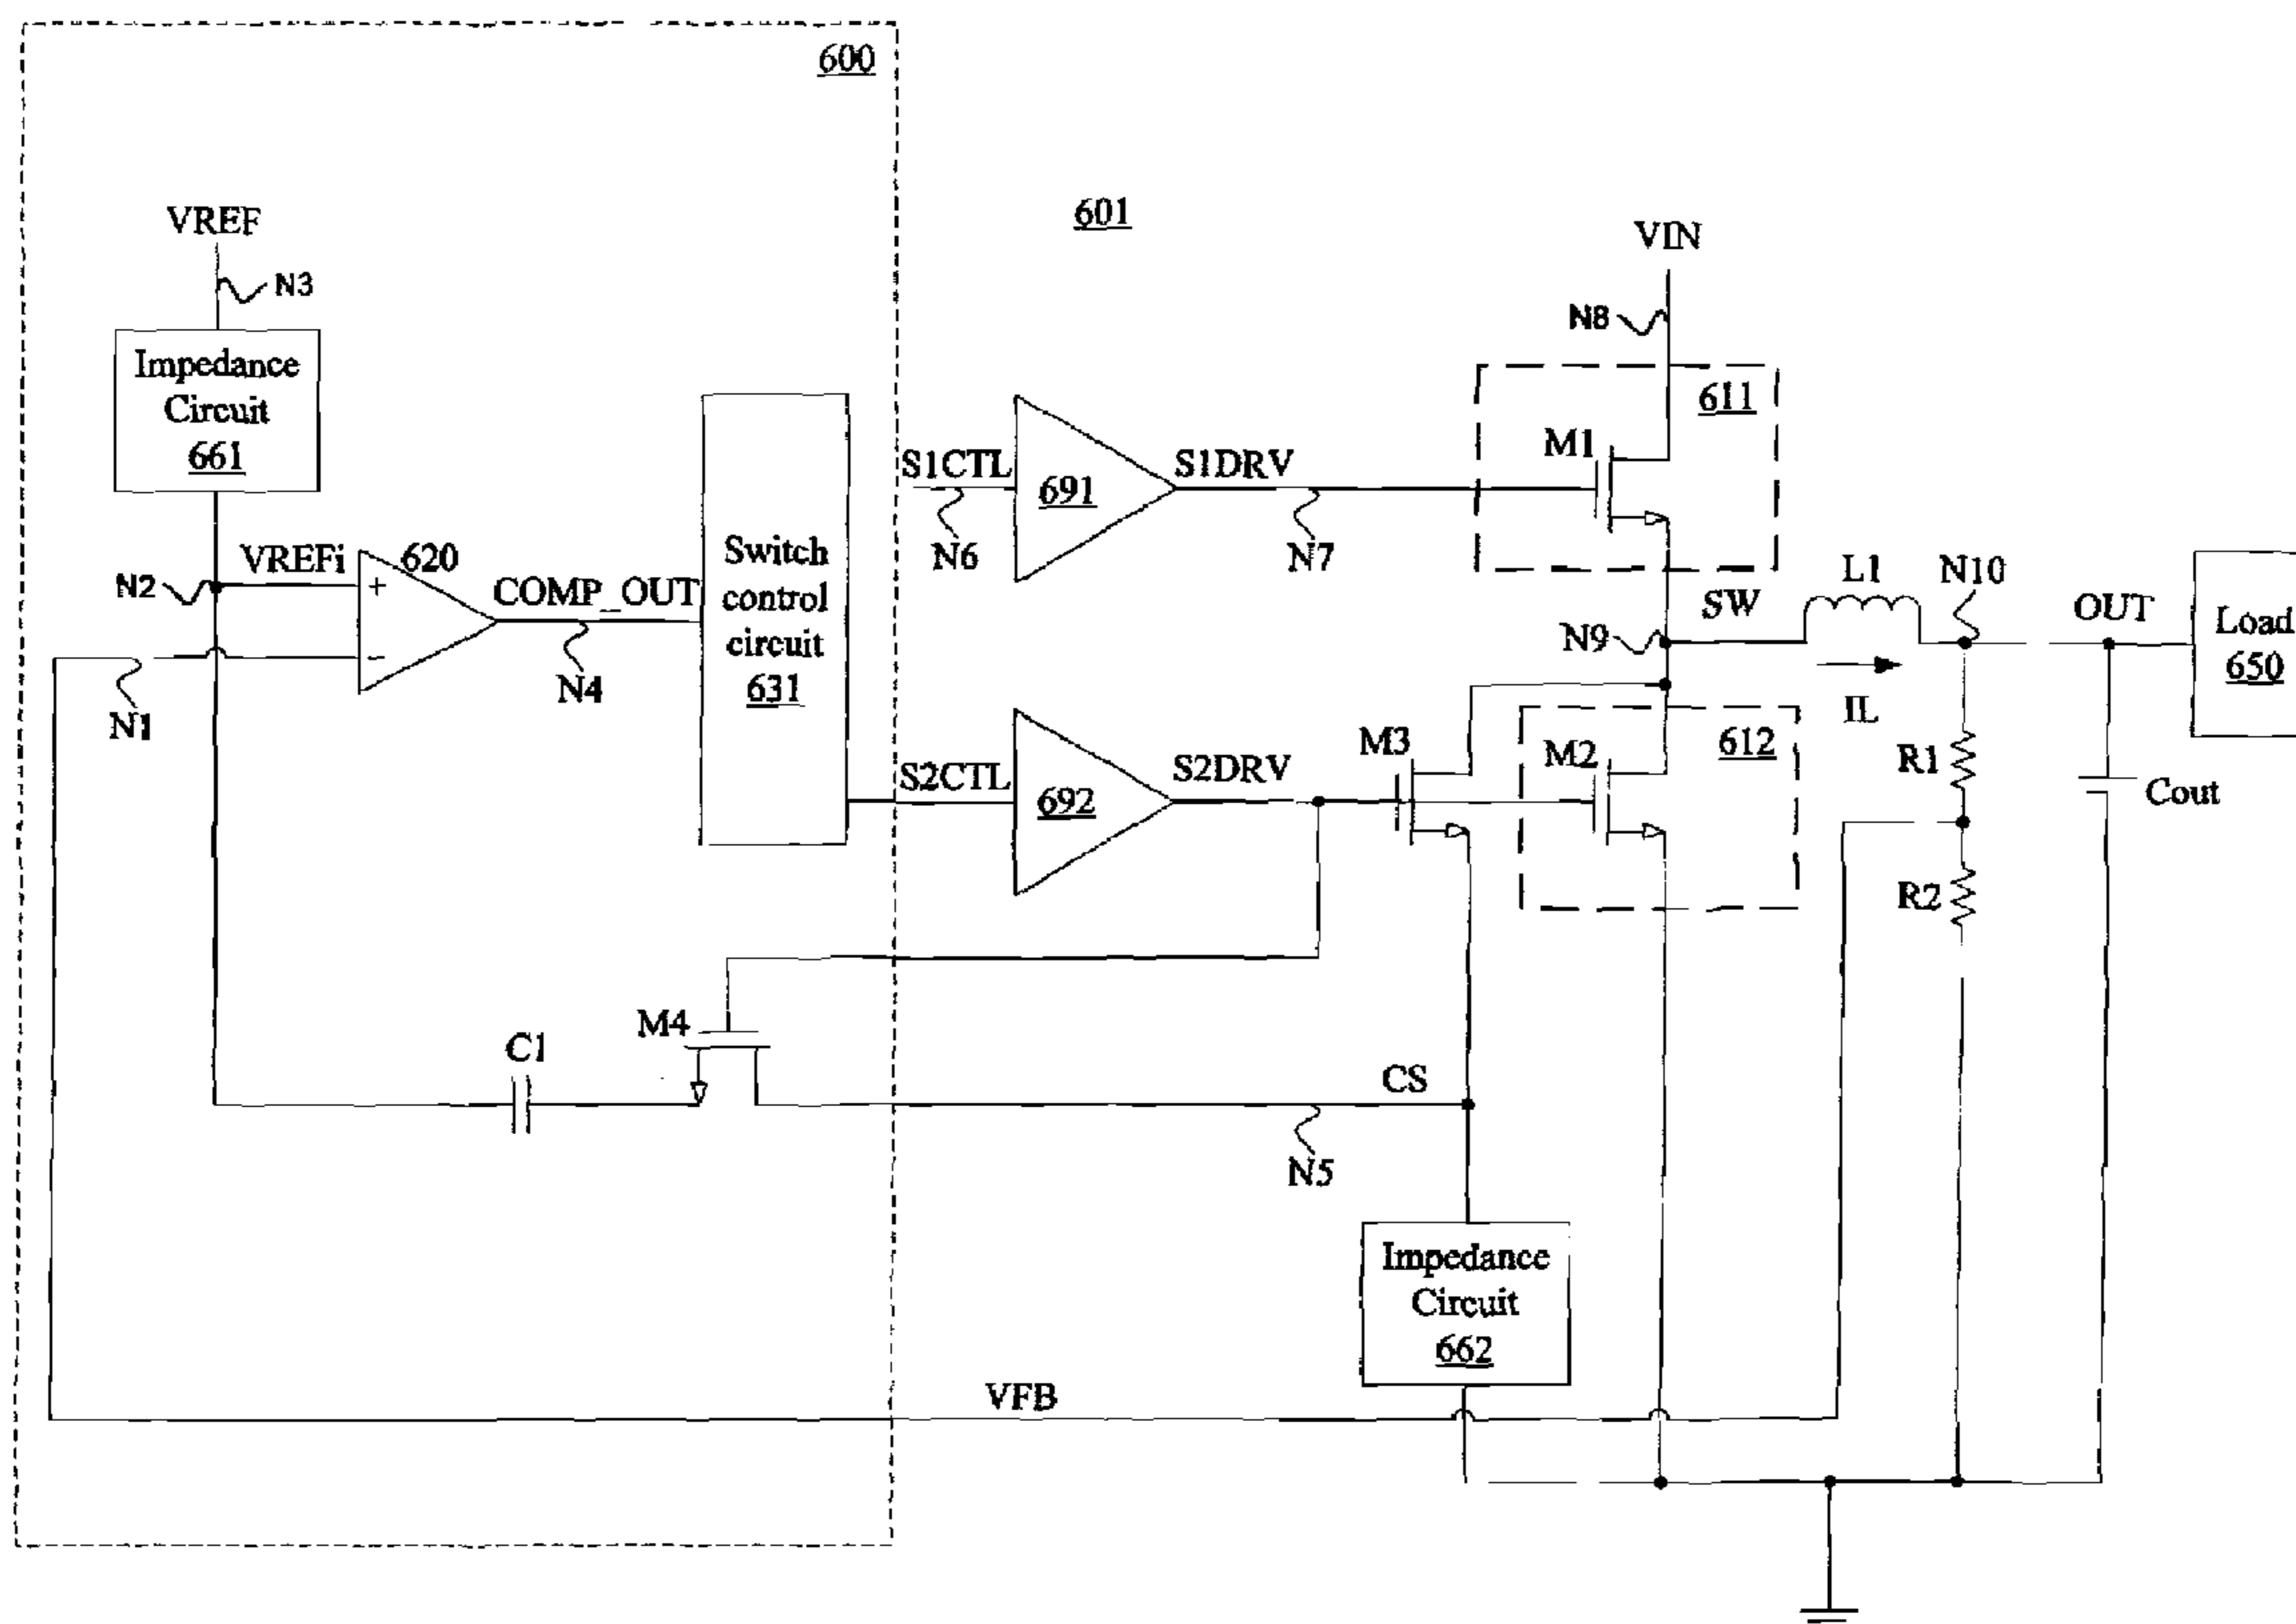 600
601
VREF
N3
Impedance
Circuit
661
VIN
N8
611
M1
S1CTL
691
S1DRV
N6
N7
VREFi
620
N2
+
-
COMP_OUT
N4
N1
Switch
control
circuit
631
SW
N9
L1
N10
OUT
IL
Load
650
S2CTL
692
S2DRV
M3
M2
612
R1
R2
Cout
M4
C1
CS
N5
Impedance
Circuit
662
VFB